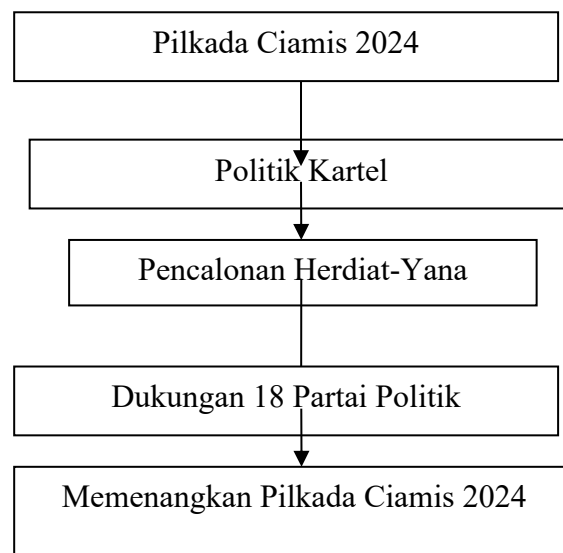 Pilkada Ciamis 2024
Politik Kartel
Pencalonan Herdiat-Yana
Dukungan 18 Partai Politik
Memenangkan Pilkada Ciamis 2024